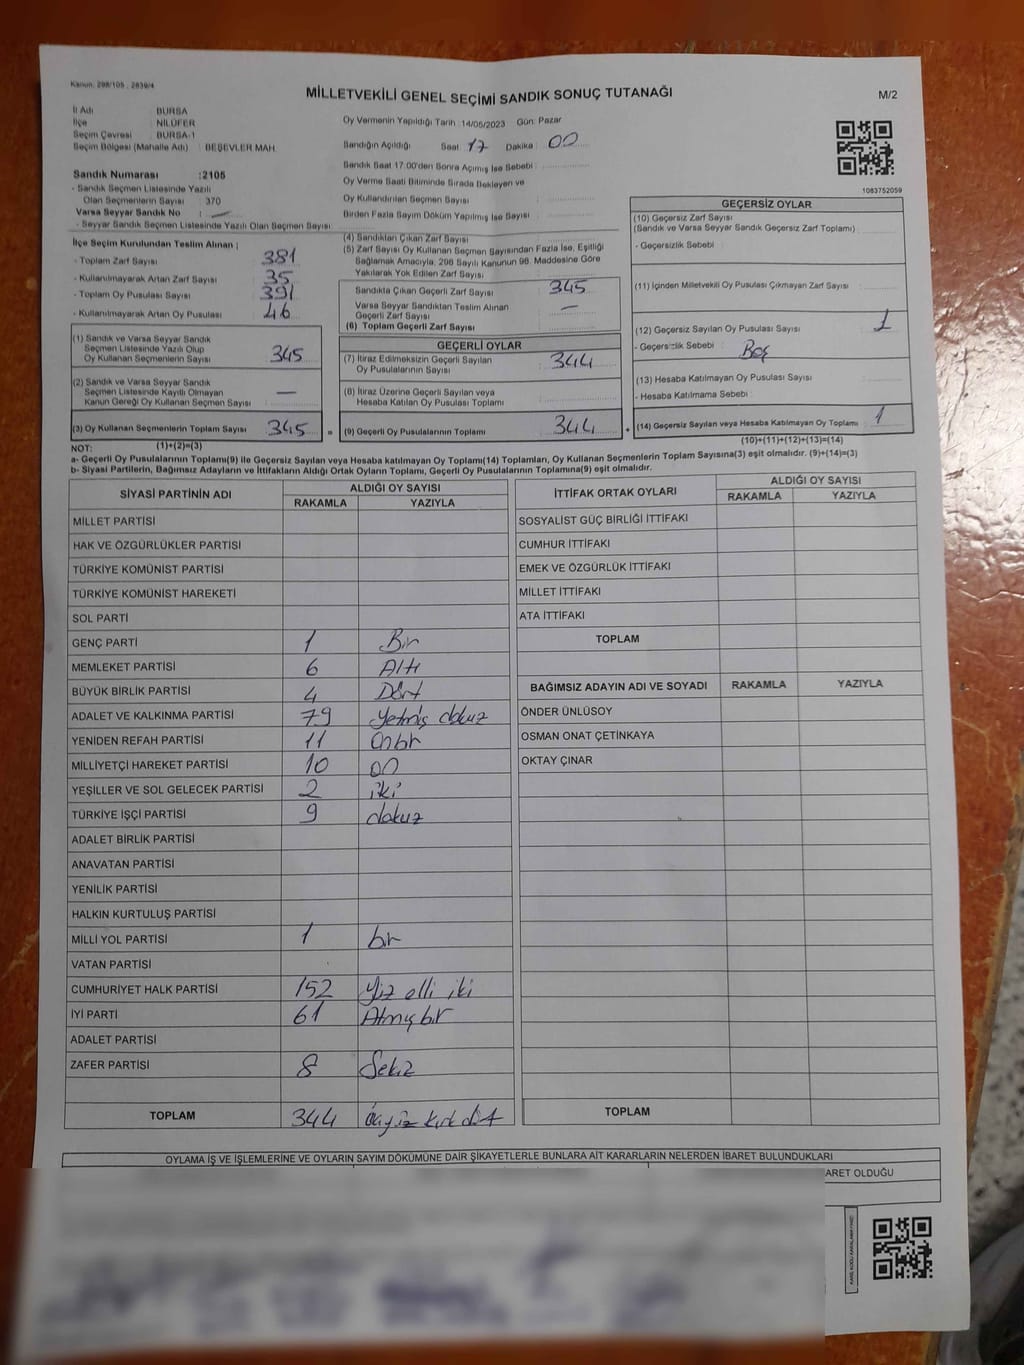 Kanun: 298/105 , 2839/4
MİLLETVEKİLİ GENEL SEÇİMİ SANDIK SONUÇ TUTANAĞI
M/2
İl Adı : BURSA
İlçe : NİLÜFER
Seçim Çevresi : BURSA-1
Seçim Bölgesi (Mahalle Adı) : BEŞEVLER MAH.
Oy Vermenin Yapıldığı Tarih : 14/05/2023 Gün: Pazar
Sandığın Açıldığı Saat : 17 Dakika : 00
Sandık Saat 17:00'den Sonra Açımış İse Sebebi :
Oy Verme Saati Bitiminde Sırada Bekleyen ve
Oy Kullandırılan Seçmen Sayısı :
Birden Fazla Sayım Döküm Yapılmış İse Sayısı :
1083752059
Sandık Numarası :2105
- Sandık Seçmen Listesinde Yazılı
Olan Seçmenlerin Sayısı : 370
Varsa Seyyar Sandık No :
- Seyyar Sandık Seçmen Listesinde Yazılı Olan Seçmen Sayısı :
İlçe Seçim Kurulundan Teslim Alınan ;
- Toplam Zarf Sayısı : 381
- Kullanılmayarak Artan Zarf Sayısı : 35
- Toplam Oy Pusulası Sayısı : 391
- Kullanılmayarak Artan Oy Pusulası : 46
(1) Sandık ve Varsa Seyyar Sandık
Seçmen Listesinde Yazılı Olup
Oy Kullanan Seçmenlerin Sayısı : 345
(2) Sandık ve Varsa Seyyar Sandık
Seçmen Listesinde Kayıtlı Olmayan
Kanun Gereği Oy Kullanan Seçmen Sayısı : —
(3) Oy Kullanan Seçmenlerin Toplam Sayısı : 345
(4) Sandıktan Çıkan Zarf Sayısı :
(5) Zarf Sayısı Oy Kullanan Seçmen Sayısından Fazla İse, Eşitliği
Sağlamak Amacıyla, 298 Sayılı Kanunun 98. Maddesine Göre
Yakılarak Yok Edilen Zarf Sayısı :
Sandıkla Çıkan Geçerli Zarf Sayısı : 345
Varsa Seyyar Sandıktan Teslim Alınan
Geçerli Zarf Sayısı : —
(6) Toplam Geçerli Zarf Sayısı :
GEÇERLİ OYLAR
(7) İtiraz Edilmeksizin Geçerli Sayılan
Oy Pusulasının Sayısı : 344
(8) İtiraz Üzerine Geçerli Sayılan veya
Hesaba Katılan Oy Pusulası Toplamı :
= (9) Geçerli Oy Pusulalarının Toplamı : 344
GEÇERSİZ OYLAR
(10) Geçersiz Zarf Sayısı
(Sandık ve Varsa Seyyar Sandık Geçersiz Zarf Toplamı) :
- Geçersizlik Sebebi :
(11) İçinden Milletvekili Oy Pusulası Çıkmayan Zarf Sayısı :
(12) Geçersiz Sayılan Oy Pusulası Sayısı : 1
- Geçersizlik Sebebi : Boş
(13) Hesaba Katılmayan Oy Pusulası Sayısı :
- Hesaba Katılmama Sebebi :
+ (14) Geçersiz Sayılan veya Hesaba Katılmayan Oy Toplamı : 1
NOT: (1)+(2)=(3)
(10)+(11)+(12)+(13)=(14)
a- Geçerli Oy Pusulalarının Toplamı(9) ile Geçersiz Sayılan veya Hesaba Katılmayan Oy Toplamı(14) Toplamları, Oy Kullanan Seçmenlerin Toplam Sayısına(3) eşit olmalıdır. (9)+(14)=(3)
b- Siyasi Partilerin, Bağımsız Adayların ve İttifakların Aldığı Ortak Oyların Toplamı, Geçerli Oy Pusulalarının Toplamına(9) eşit olmalıdır.
SİYASİ PARTİNİN ADI ALDIĞI OY SAYISI
RAKAMLA YAZIYLA
MİLLET PARTİSİ
HAK VE ÖZGÜRLÜKLER PARTİSİ
TÜRKİYE KOMÜNİST PARTİSİ
TÜRKİYE KOMÜNİST HAREKETİ
SOL PARTİ
GENÇ PARTİ 1 Bir
MEMLEKET PARTİSİ 6 Altı
BÜYÜK BİRLİK PARTİSİ 4 Dört
ADALET VE KALKINMA PARTİSİ 79 Yetmiş dokuz
YENİDEN REFAH PARTİSİ 11 Onbir
MİLLİYETÇİ HAREKET PARTİSİ 10 on
YEŞİLLER VE SOL GELECEK PARTİSİ 2 iki
TÜRKİYE İŞÇİ PARTİSİ 9 dokuz
ADALET BİRLİK PARTİSİ
ANAVATAN PARTİSİ
YENİLİK PARTİSİ
HALKIN KURTULUŞ PARTİSİ
MİLLİ YOL PARTİSİ 1 bir
VATAN PARTİSİ
CUMHURİYET HALK PARTİSİ 152 Yüz elli iki
İYİ PARTİ 61 Atmış bir
ADALET PARTİSİ
ZAFER PARTİSİ 8 Sekiz
TOPLAM 344 üçyüz kırk dört
İTTİFAK ORTAK OYLARI ALDIĞI OY SAYISI
RAKAMLA YAZIYLA
SOSYALİST GÜÇ BİRLİĞİ İTTİFAKI
CUMHUR İTTİFAKI
EMEK VE ÖZGÜRLÜK İTTİFAKI
MİLLET İTTİFAKI
ATA İTTİFAKI
TOPLAM
BAĞIMSIZ ADAYIN ADI VE SOYADI RAKAMLA YAZIYLA
ÖNDER ÜNLÜSOY
OSMAN ONAT ÇETİNKAYA
OKTAY ÇINAR
TOPLAM
OYLAMA İŞ VE İŞLEMLERİNE VE OYLARIN SAYIM DÖKÜMÜNE DAİR ŞİKAYETLERLE BUNLARA AİT KARARLARIN NELERDEN İBARET BULUNDUKLARI
ARET OLDUĞU